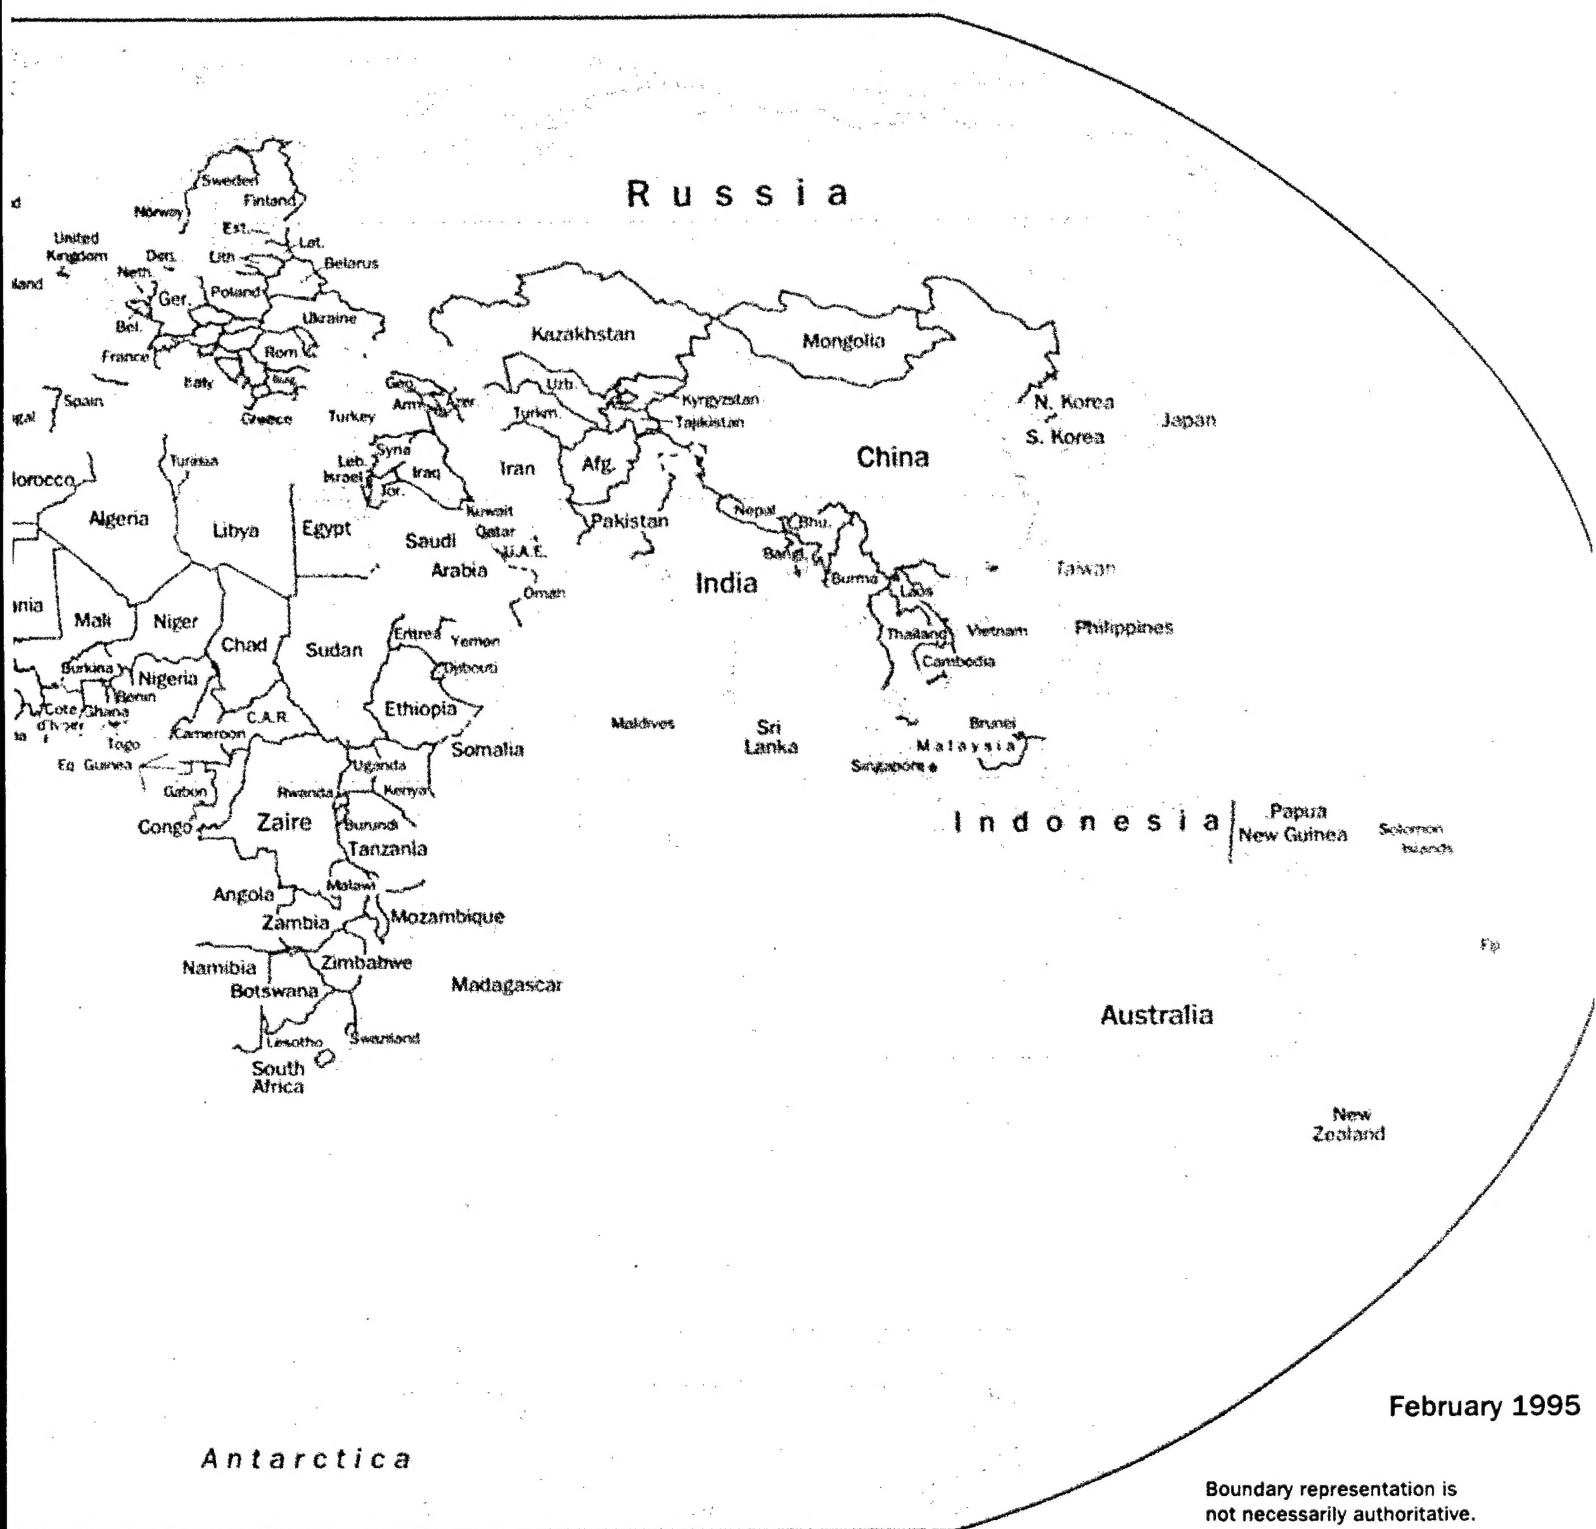 Russia
Sweden
Finland
Norway
Est.
Lat.
United
Kingdom
Den.
Lith
Belarus
Neth.
Poland
Ger.
Ukraine
Bel.
France
Rom
Italy
Bulg
Spain
Greece
Turkey
Geo
Arm
Azer
Kazakhstan
Mongolia
Uzb.
Turkm.
Kyrgyzstan
Tajikistan
N. Korea
S. Korea
Japan
China
Syria
Leb.
Israel
Iraq
Jor.
Iran
Afg.
Kuwait
Pakistan
Nepal
Bhu.
Bangl.
Tunisia
Algeria
Libya
Egypt
Saudi
Arabia
Qatar
U.A.E.
Oman
India
Burma
Laos
Taiwan
Mali
Niger
Chad
Sudan
Eritrea
Yemen
Djibouti
Thailand
Vietnam
Philippines
Cambodia
Burkina
Nigeria
Benin
Cote
d'Ivoire
Ghana
Togo
C.A.R.
Cameroon
Ethiopia
Somalia
Maldives
Sri
Lanka
Brunei
Malaysia
Singapore
Eq. Guinea
Gabon
Congo
Uganda
Rwanda
Kenya
Zaire
Burundi
Tanzania
Indonesia
Papua
New Guinea
Solomon
Islands
Angola
Malawi
Zambia
Mozambique
Namibia
Zimbabwe
Botswana
Madagascar
Fiji
Australia
Lesotho
Swaziland
South
Africa
New
Zealand
February 1995
Antarctica
Boundary representation is
not necessarily authoritative.